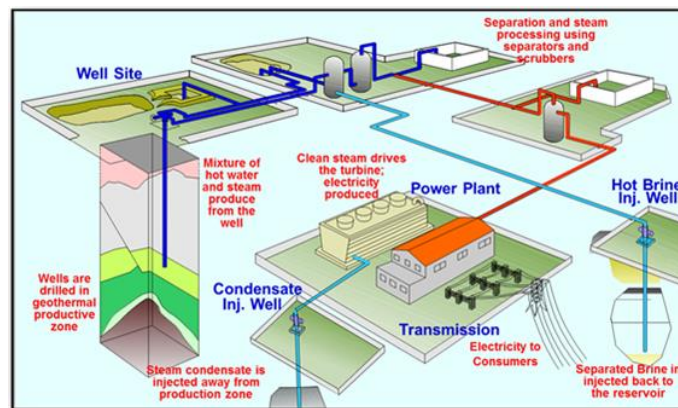 Separation and steam
processing using
separators and
scrubbers
Well Site
Mixture of
hot water
and steam
produce
from the
well
Clean steam drives
the turbine;
electricity
produced
Power Plant
Hot Brine
Inj. Well
Wells are
drilled in
geothermal
productive
zone
Condensate
Inj. Well
Transmission
Electricity to
Consumers
Steam condensate is
injected away from
production zone
Separated Brine in
injected back to
the reservoir